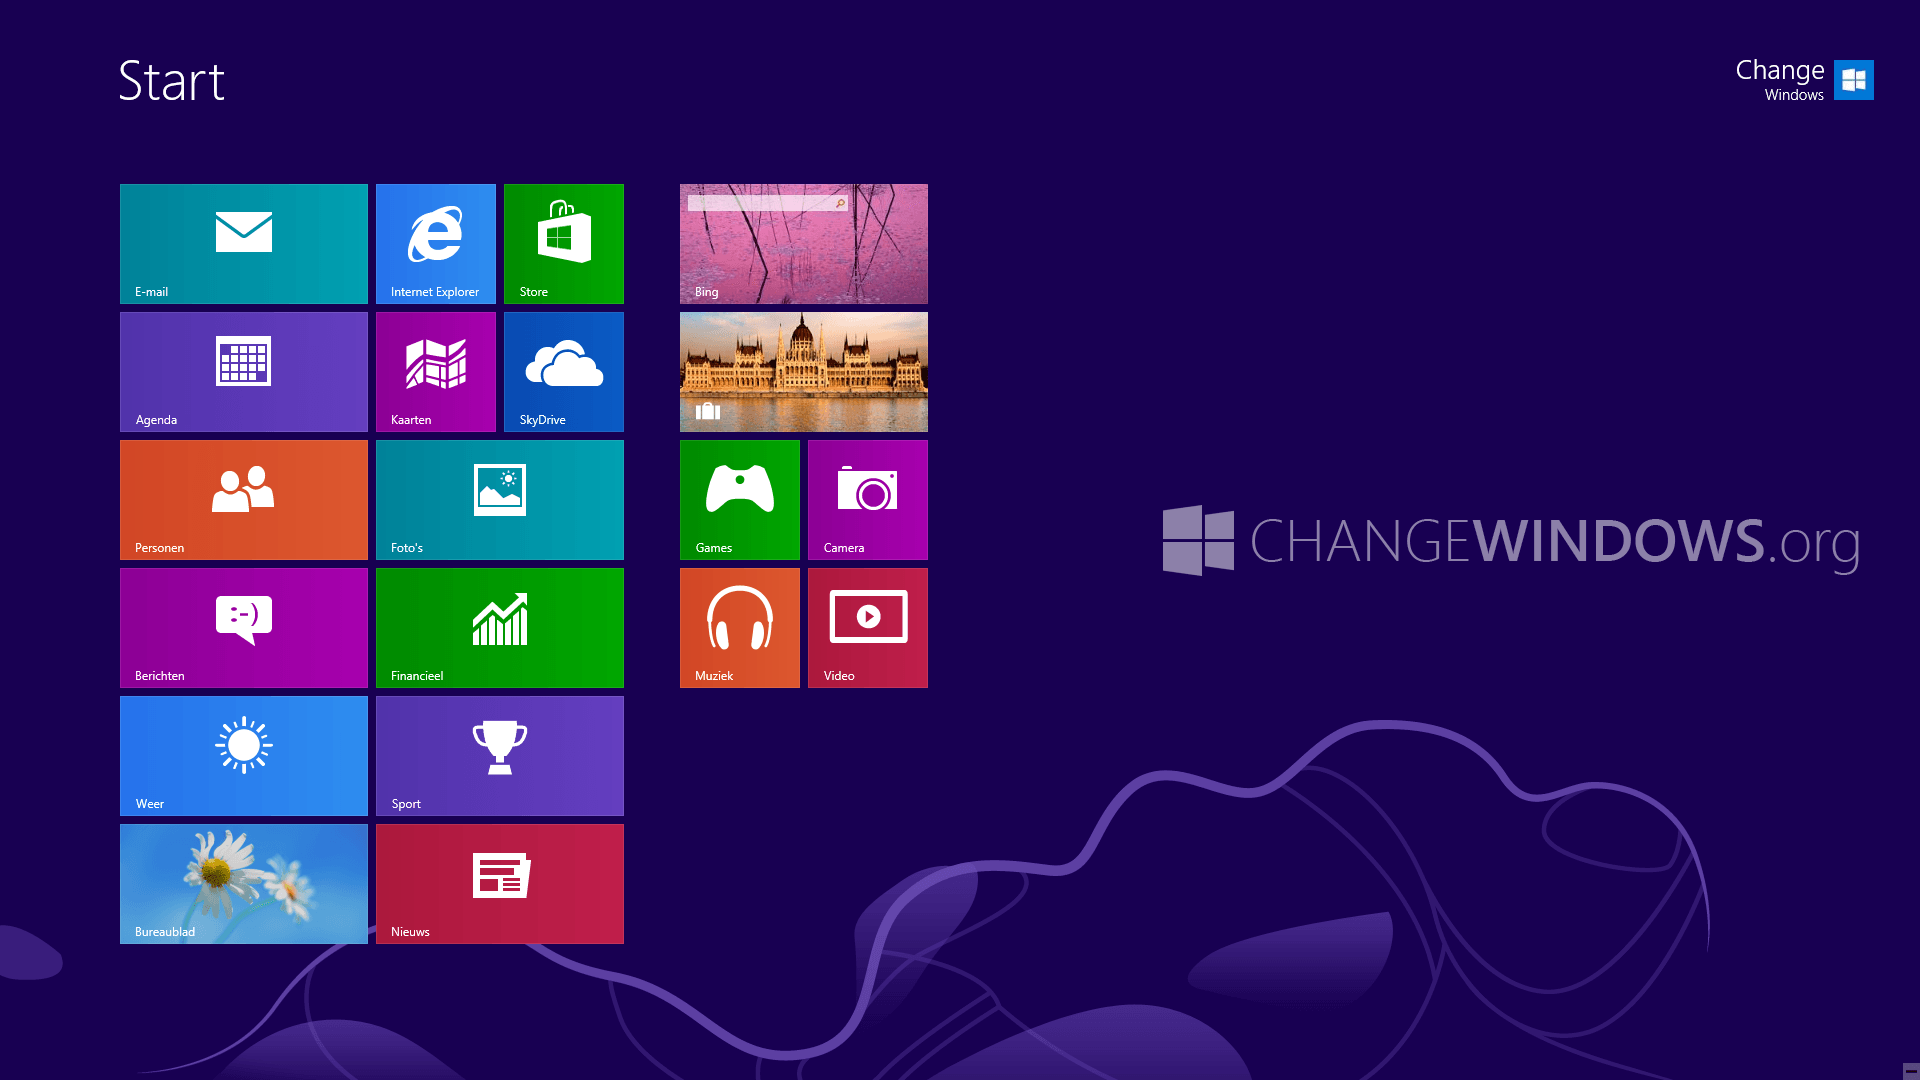 Start
Change
Windows
E-mail
Internet Explorer
Store
Bing
Agenda
Kaarten
SkyDrive
Personen
Foto's
Games
Camera
CHANGEWINDOWS.org
Berichten
:-)
Financieel
Muziek
Video
Weer
Sport
Bureaublad
Nieuws